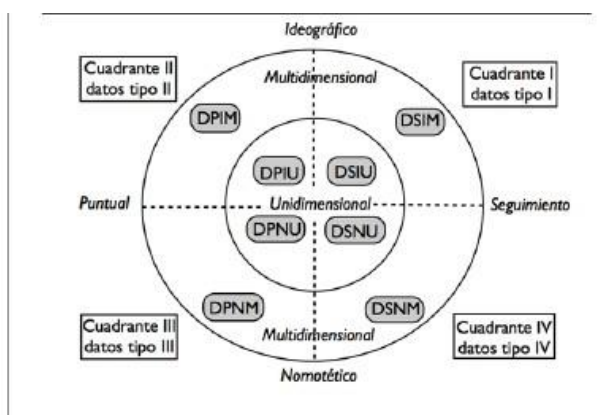 Ideográfico
Cuadrante II
datos tipo II
Multidimensional
Cuadrante I
datos tipo I
DPIM
DSIM
DPIU
DSIU
Puntual
Unidimensional
Seguimiento
DPNU
DSNU
DPNM
DSNM
Cuadrante III
datos tipo III
Multidimensional
Cuadrante IV
datos tipo IV
Nomotético